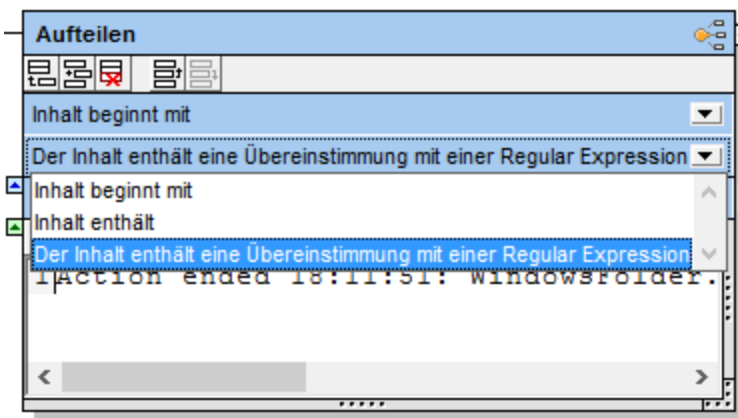 Aufteilen
Inhalt beginnt mit
Der Inhalt enthält eine Übereinstimmung mit einer Regular Expression
Inhalt beginnt mit
Inhalt enthält
Der Inhalt enthält eine Übereinstimmung mit einer Regular Expression
1Action ended 18:11:51: WindowsFolder.